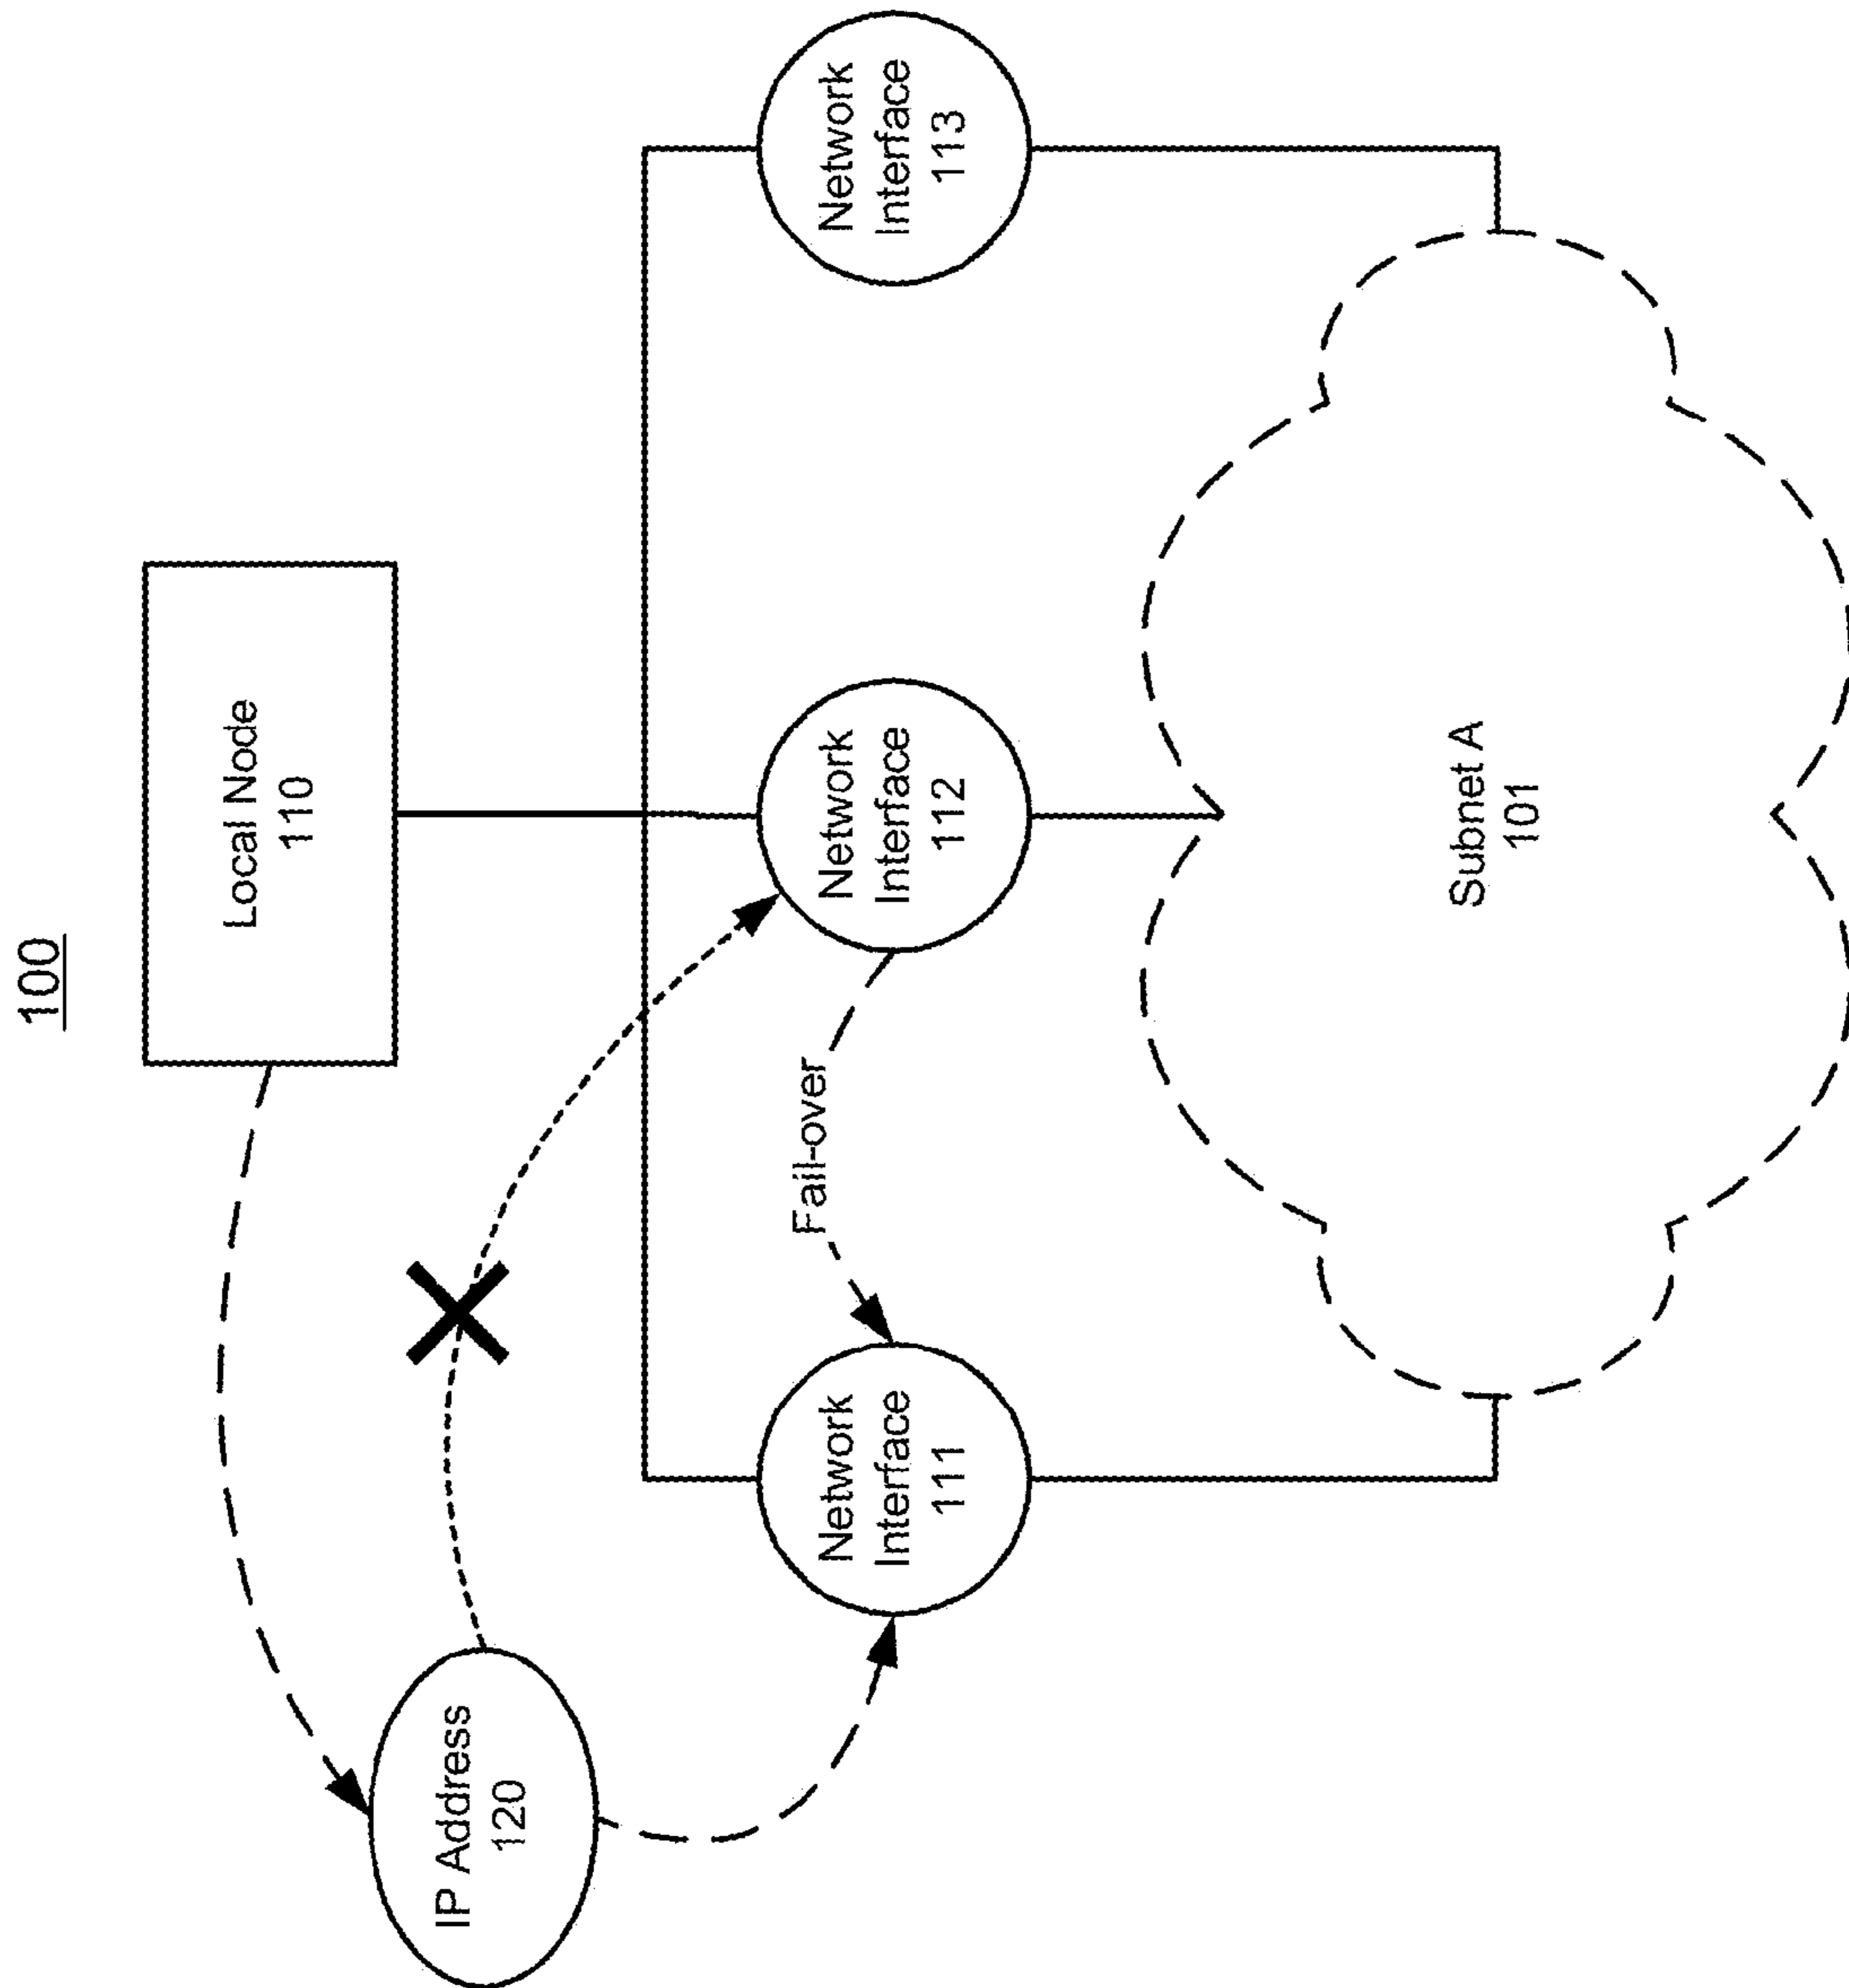 100
Local Node
110
IP Address
120
Fail-over
Network
Interface
111
Network
Interface
112
Network
Interface
113
Subnet A
101